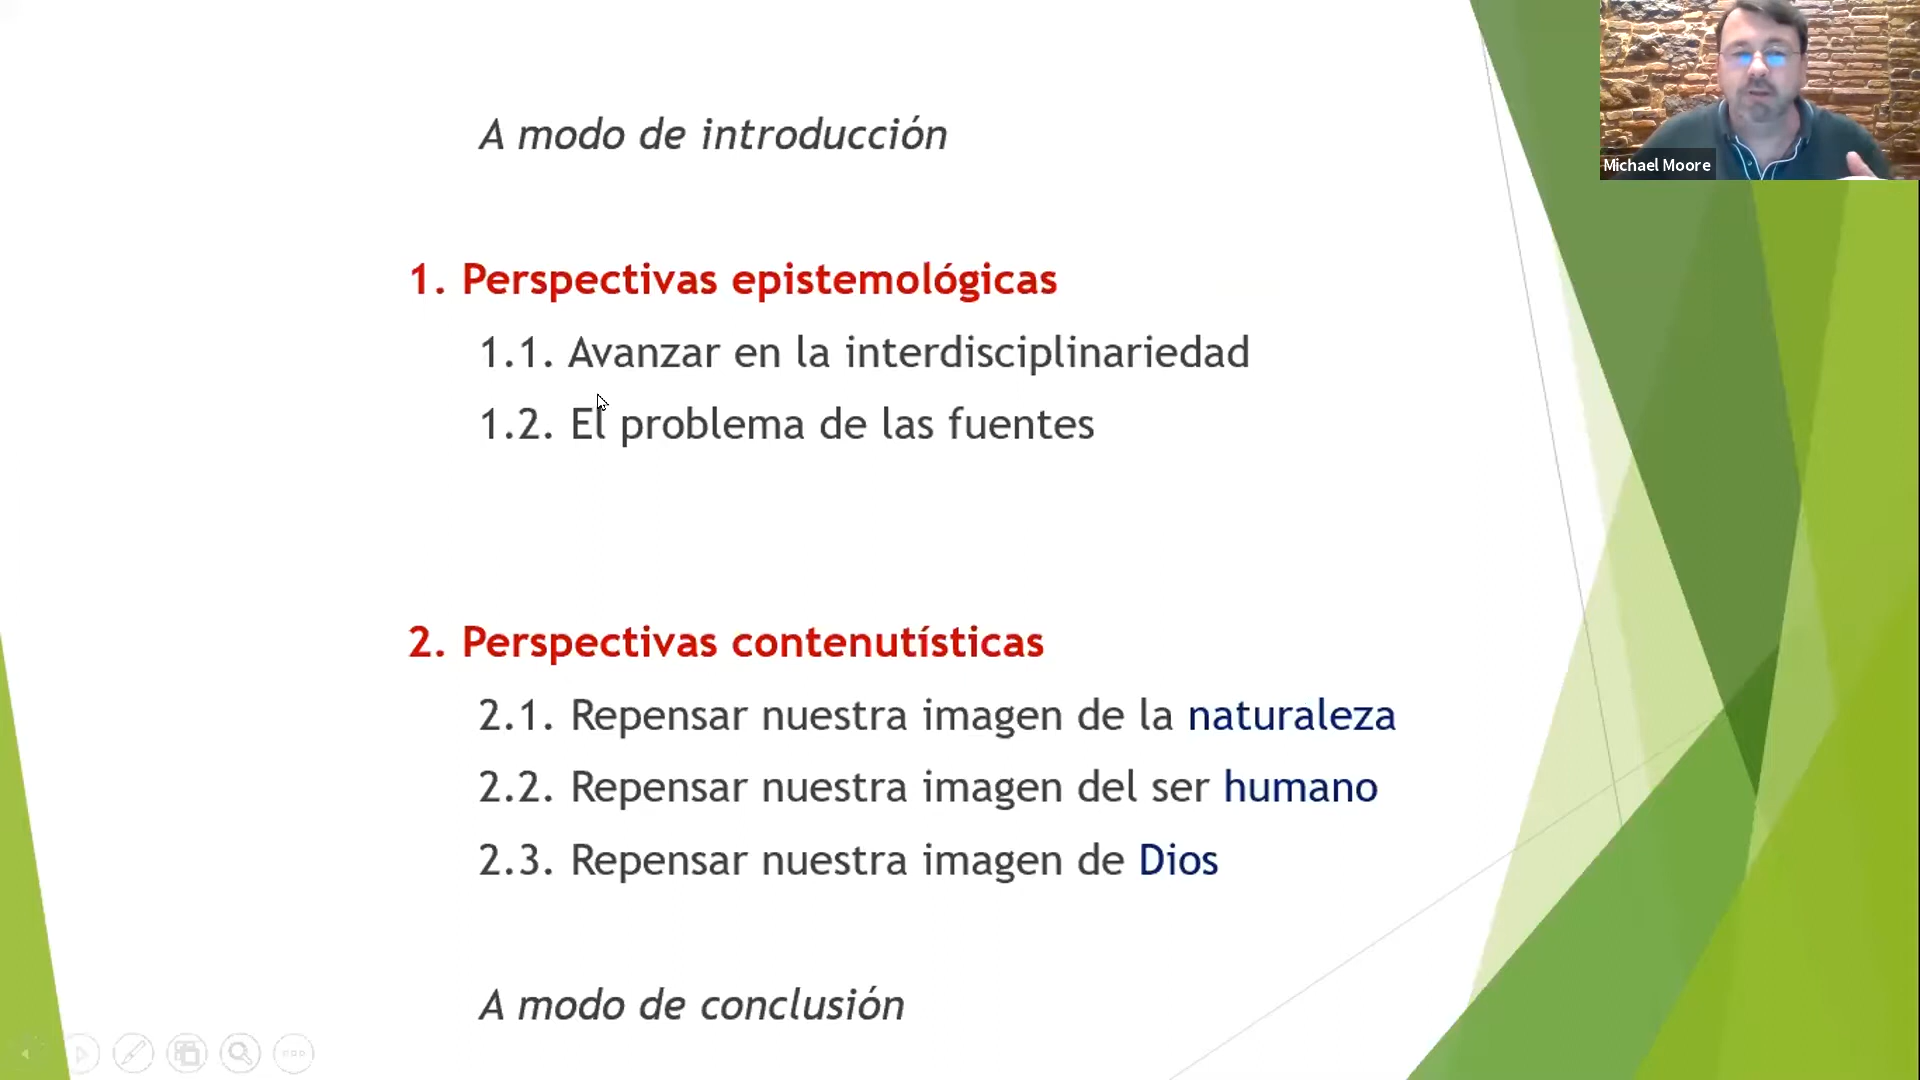 A modo de introducción
Michael Moore
1. Perspectivas epistemológicas
1.1. Avanzar en la interdisciplinariedad
1.2. El problema de las fuentes
2. Perspectivas contenutísticas
2.1. Repensar nuestra imagen de la naturaleza
2.2. Repensar nuestra imagen del ser humano
2.3. Repensar nuestra imagen de Dios
A modo de conclusión